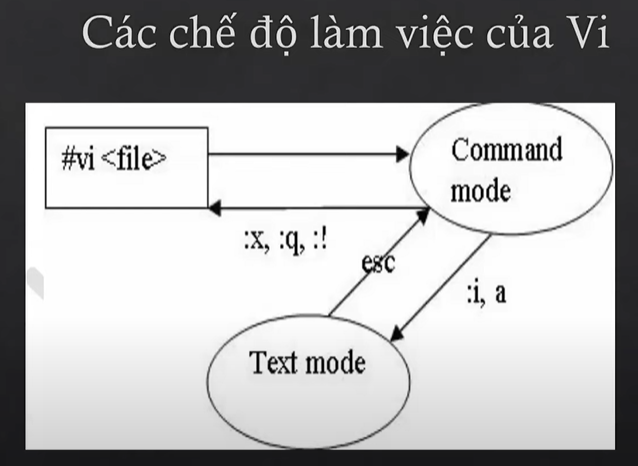 Các chế độ làm việc của Vi
#vi <file>
Command
mode
:x, :q, :!
esc
:i, a
Text mode